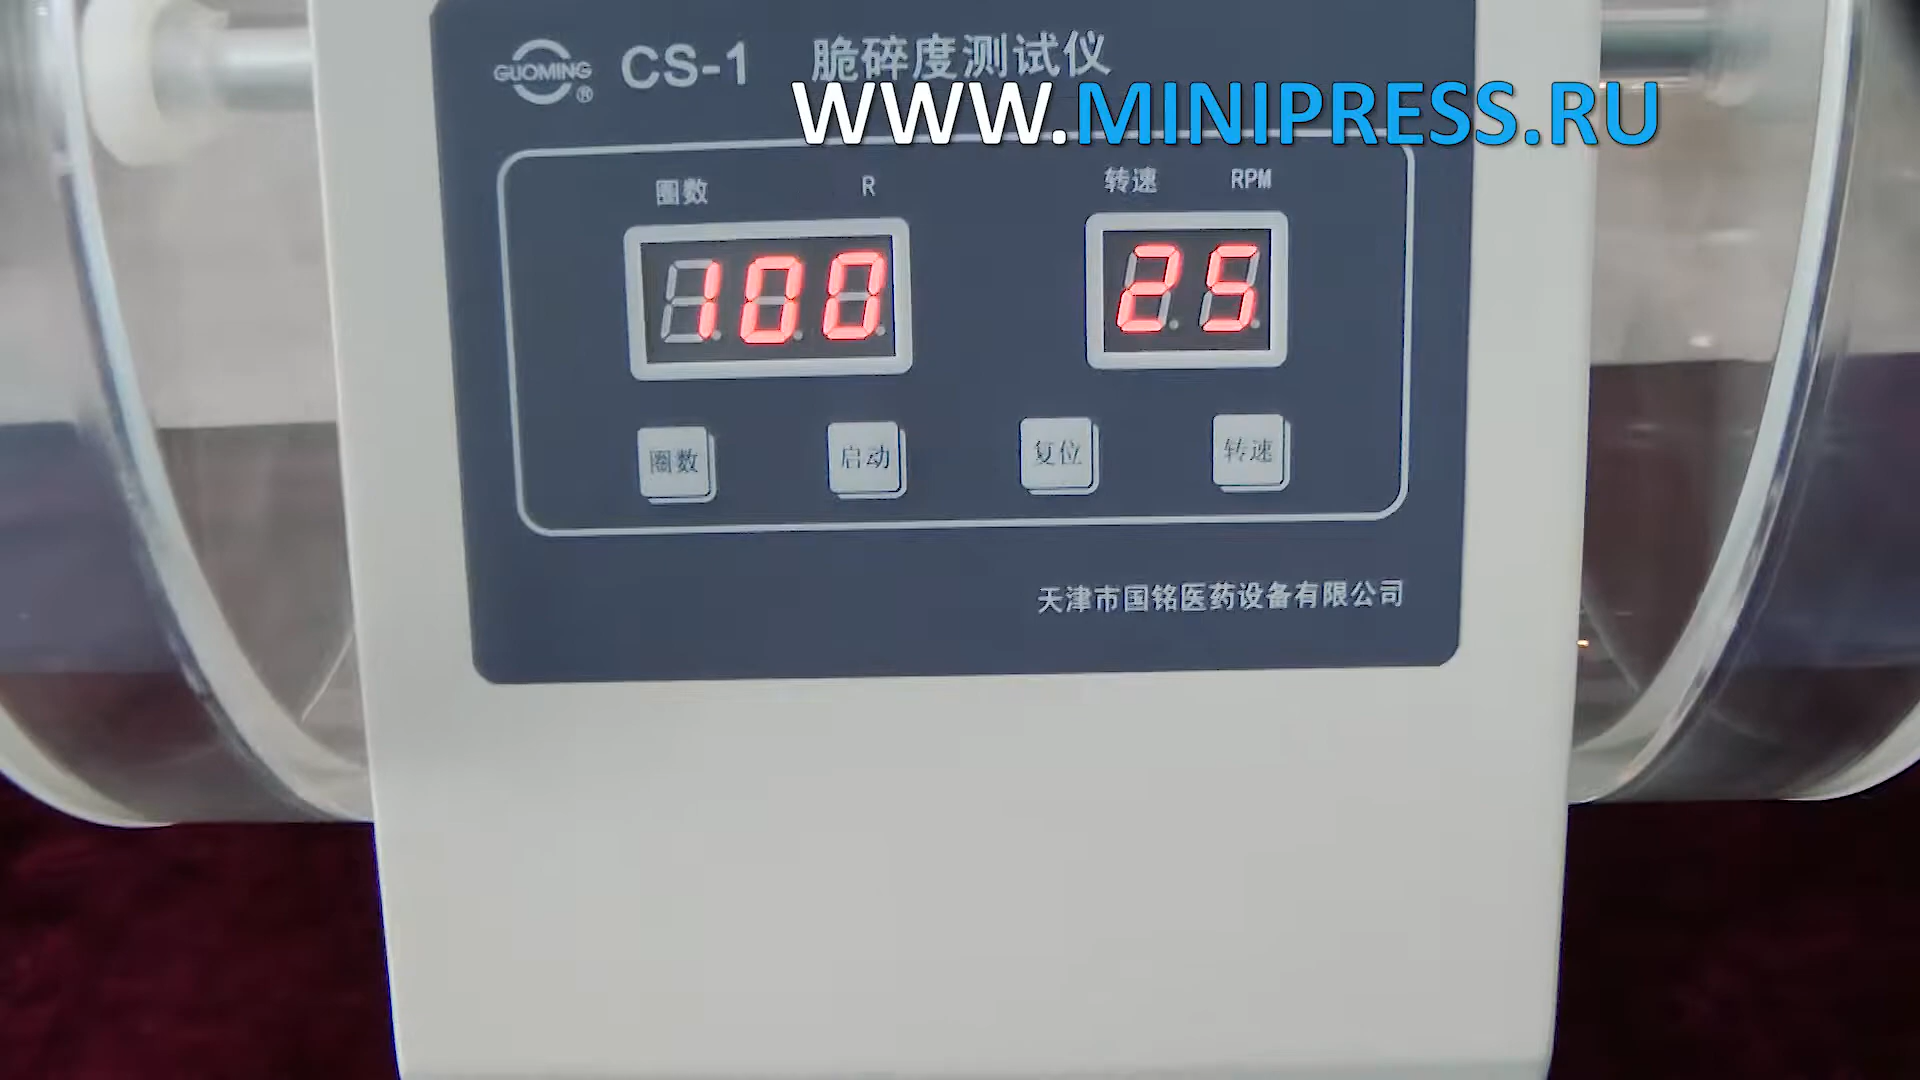 GUOMING® CS-1 脆碎度测试仪
WWW.MINIPRESS.RU
圈数 R 转速 RPM
100 25
圈数 启动 复位 转速
天津市国铭医药设备有限公司